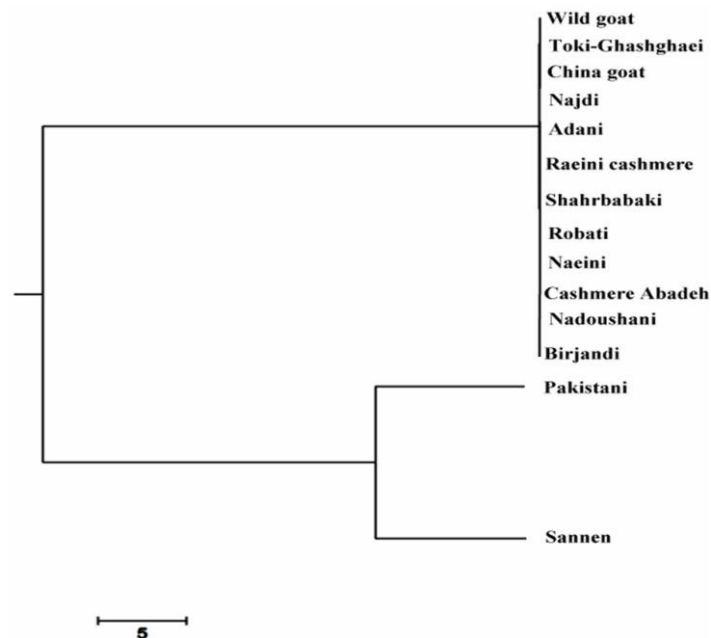 Wild goat
Toki-Ghashghaei
China goat
Najdi
Adani
Raeini cashmere
Shahrbabaki
Robati
Naeini
Cashmere Abadeh
Nadoushani
Birjandi
Pakistani
Sannen
5